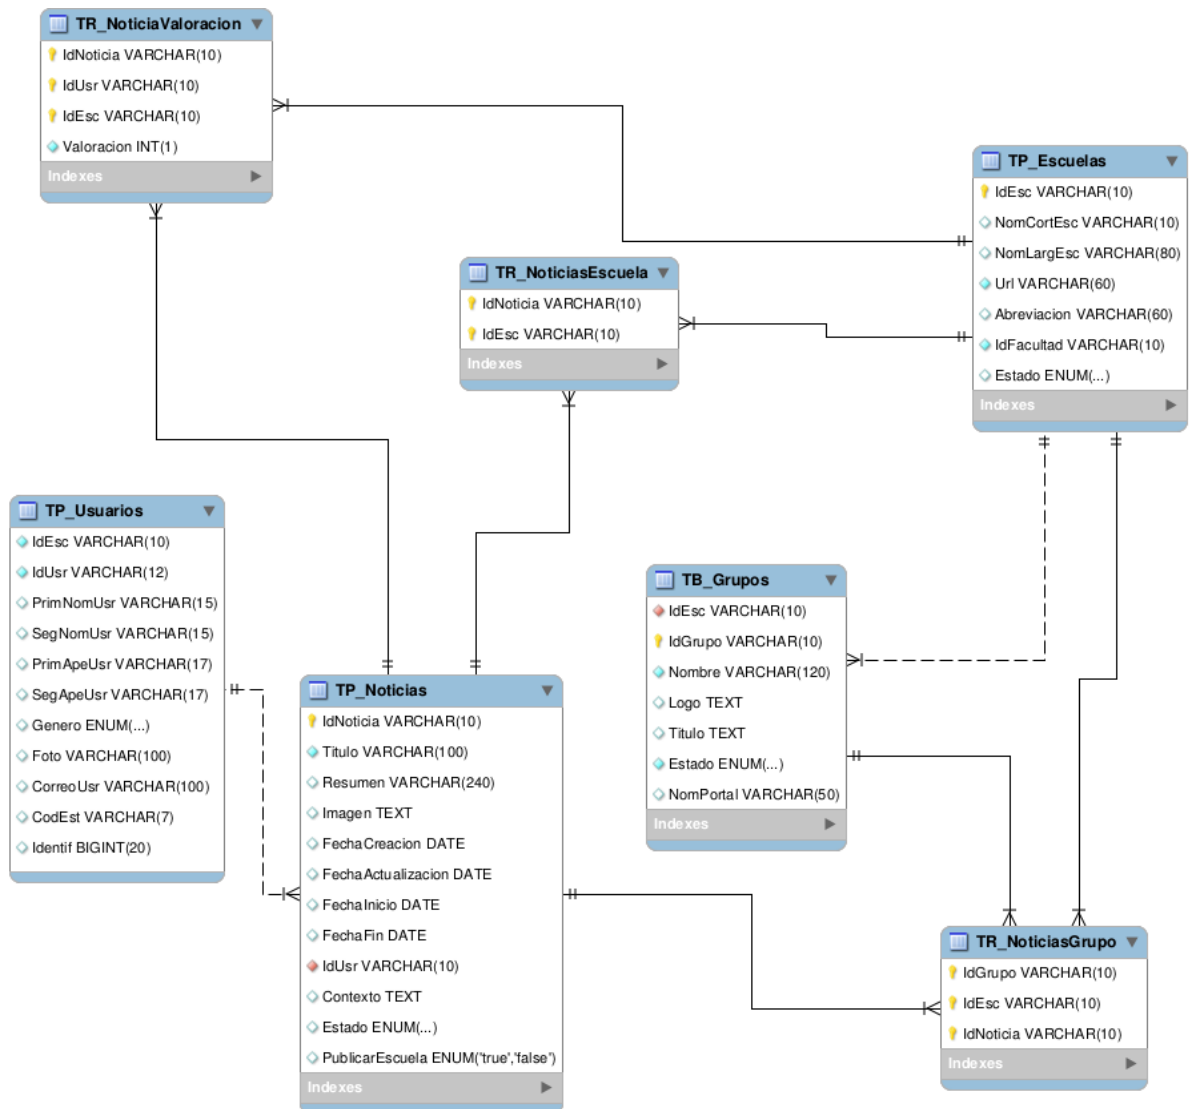 TR_NoticiaValoracion
IdNoticia VARCHAR(10)
IdUsr VARCHAR(10)
IdEsc VARCHAR(10)
Valoracion INT(1)
Indexes
TP_Escuelas
IdEsc VARCHAR(10)
NomCortEsc VARCHAR(10)
NomLargEsc VARCHAR(80)
Url VARCHAR(60)
Abreviacion VARCHAR(60)
IdFacultad VARCHAR(10)
Estado ENUM(...)
Indexes
TR_NoticiasEscuela
IdNoticia VARCHAR(10)
IdEsc VARCHAR(10)
Indexes
TP_Usuarios
IdEsc VARCHAR(10)
IdUsr VARCHAR(12)
PrimNomUsr VARCHAR(15)
SegNomUsr VARCHAR(15)
PrimApeUsr VARCHAR(17)
SegApeUsr VARCHAR(17)
Genero ENUM(...)
Foto VARCHAR(100)
CorreoUsr VARCHAR(100)
CodEst VARCHAR(7)
Identif BIGINT(20)
TB_Grupos
IdEsc VARCHAR(10)
IdGrupo VARCHAR(10)
Nombre VARCHAR(120)
Logo TEXT
Titulo TEXT
Estado ENUM(...)
NomPortal VARCHAR(50)
Indexes
TP_Noticias
IdNoticia VARCHAR(10)
Titulo VARCHAR(100)
Resumen VARCHAR(240)
Imagen TEXT
FechaCreacion DATE
FechaActualizacion DATE
FechaInicio DATE
FechaFin DATE
IdUsr VARCHAR(10)
Contexto TEXT
Estado ENUM(...)
PublicarEscuela ENUM('true','false')
Indexes
TR_NoticiasGrupo
IdGrupo VARCHAR(10)
IdEsc VARCHAR(10)
IdNoticia VARCHAR(10)
Indexes